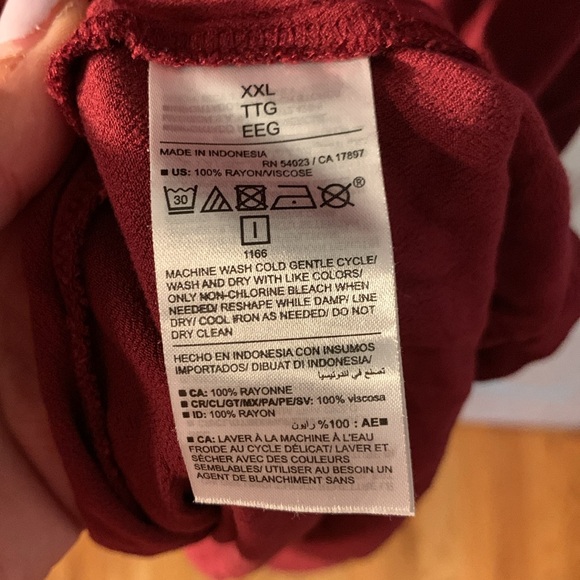 XXL
TTG
EEG
MADE IN INDONESIA
RN 54023 / CA 17897
■ US: 100% RAYON/VISCOSE
30
®
I
1166
MACHINE WASH COLD GENTLE CYCLE/
WASH AND DRY WITH LIKE COLORS/
ONLY NON-CHLORINE BLEACH WHEN
NEEDED/ RESHAPE WHILE DAMP/ LINE
DRY/ COOL IRON AS NEEDED/ DO NOT
DRY CLEAN
HECHO EN INDONESIA CON INSUMOS
IMPORTADOS/ DIBUAT DI INDONESIA/
تصنع في اندونيسيا
■ CA: 100% RAYONNE
■ CR/CL/GT/MX/PA/PE/SV: 100% viscosa
■ ID: 100% RAYON
■AE : 100% رايون
■ CA: LAVER À LA MACHINE À L'EAU
FROIDE AU CYCLE DÉLICAT/ LAVER ET
SÉCHER AVEC DES COULEURS
SEMBLABLES/ UTILISER AU BESOIN UN
AGENT DE BLANCHIMENT SANS